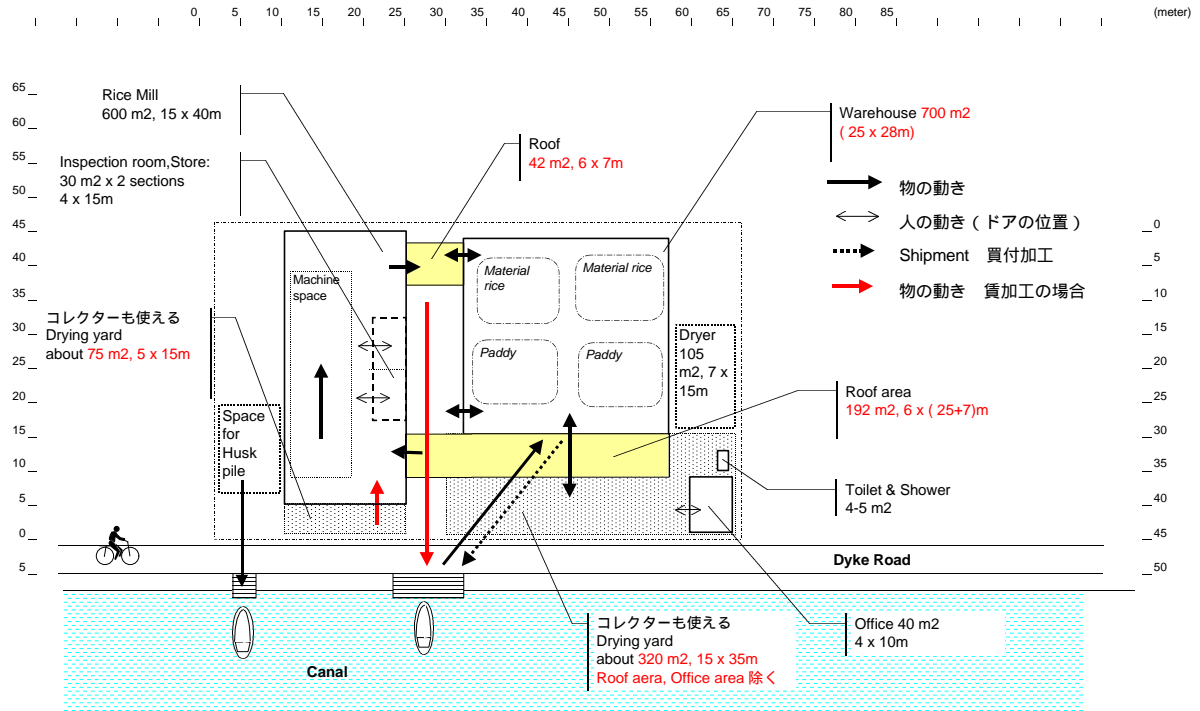 0 5 10 15 20 25 30 35 40 45 50 55 60 65 70 75 80 85 (meter)
65
60
55
50
45
40
35
30
25
20
15
10
5
0
5
Rice Mill
600 m2, 15 x 40m
Inspection room,Store:
30 m2 x 2 sections
4 x 15m
Roof
42 m2, 6 x 7m
Warehouse 700 m2
( 25 x 28m)
物の動き
人の動き（ドアの位置）
Shipment 買付加工
物の動き 賃加工の場合
0
5
10
15
20
25
30
35
40
45
50
Machine
space
Material
rice
Material rice
Paddy
Paddy
Dryer
105
m2, 7 x
15m
コレクターも使える
Drying yard
about 75 m2, 5 x 15m
Space
for
Husk
pile
Roof area
192 m2, 6 x ( 25+7)m
Toilet & Shower
4-5 m2
Dyke Road
Office 40 m2
4 x 10m
コレクターも使える
Drying yard
about 320 m2, 15 x 35m
Roof aera, Office area 除く
Canal